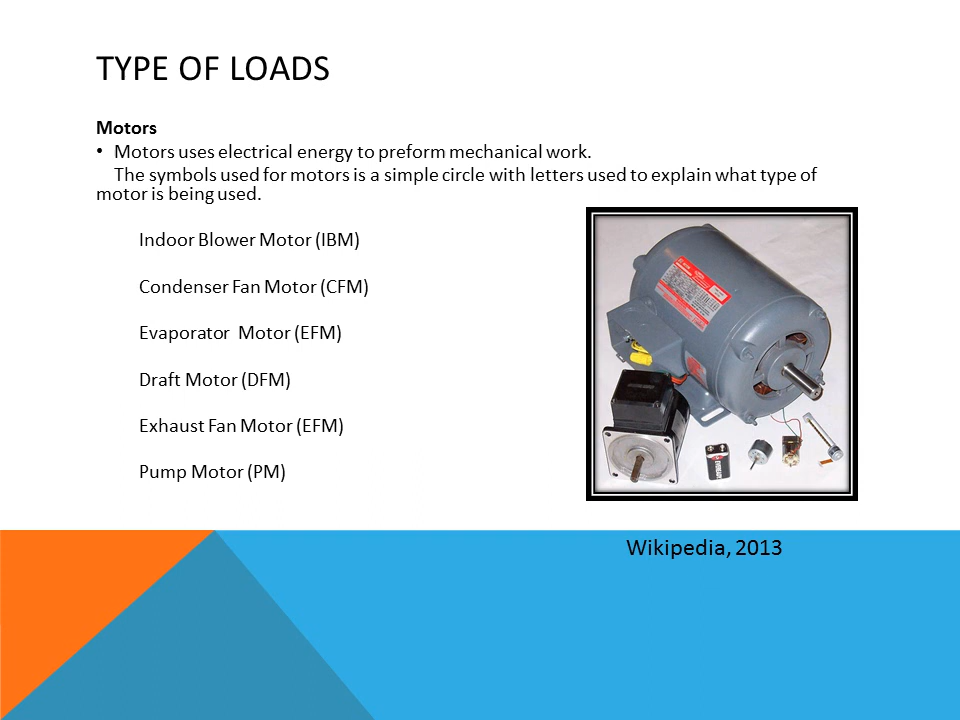 TYPE OF LOADS
Motors
• Motors uses electrical energy to preform mechanical work.
The symbols used for motors is a simple circle with letters used to explain what type of
motor is being used.
Indoor Blower Motor (IBM)
Condenser Fan Motor (CFM)
Evaporator  Motor (EFM)
Draft Motor (DFM)
Exhaust Fan Motor (EFM)
Pump Motor (PM)
Wikipedia, 2013